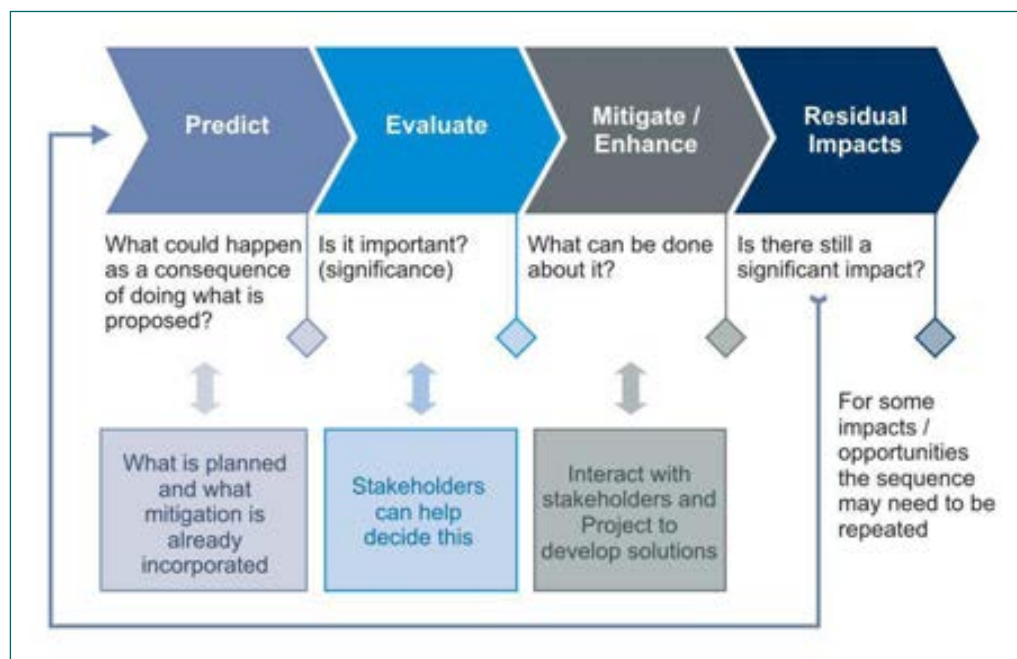 Predict
Evaluate
Mitigate /
Enhance
Residual
Impacts
What could happen
as a consequence
of doing what is
proposed?
Is it important?
(significance)
What can be done
about it?
Is there still a
significant impact?
What is planned
and what
mitigation is
already
incorporated
Stakeholders
can help
decide this
Interact with
stakeholders and
Project to
develop solutions
For some
impacts /
opportunities
the sequence
may need to be
repeated